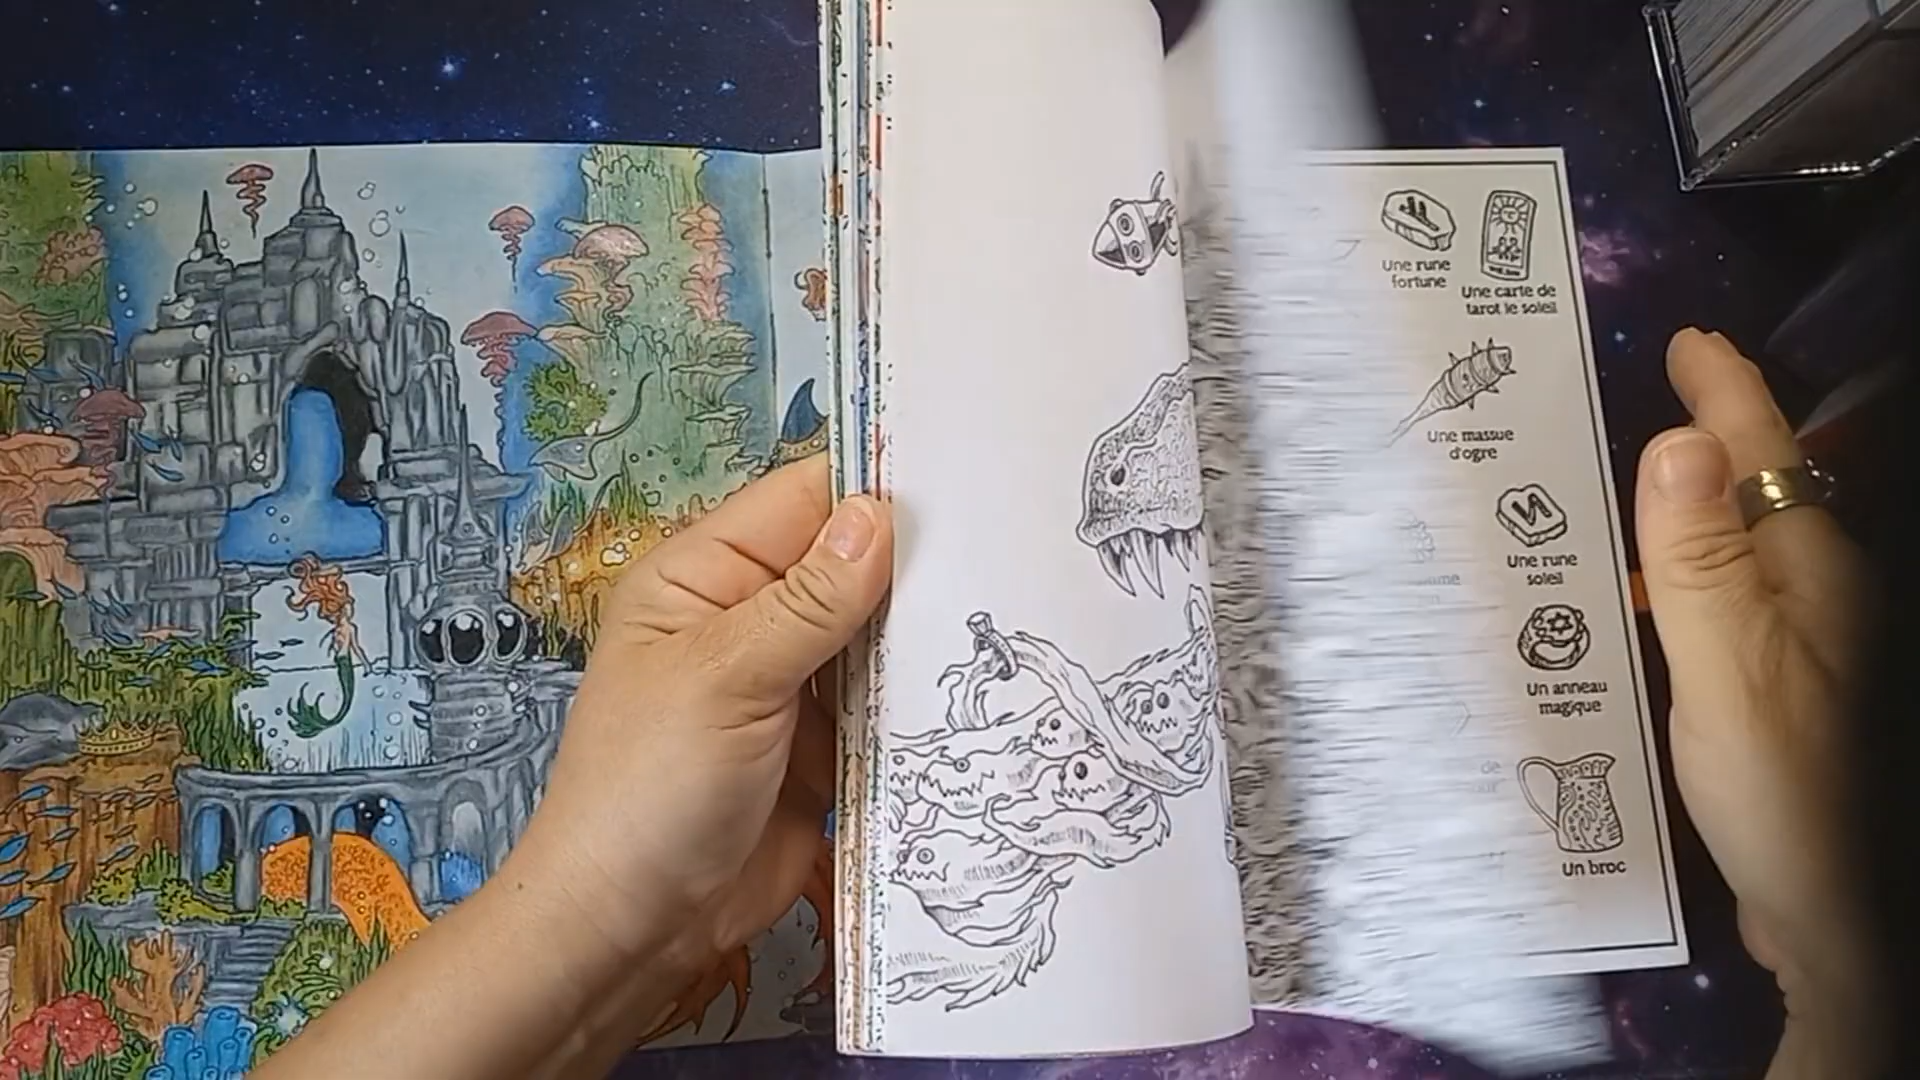 Une rune
fortune
Une carte de
tarot le soleil
Une massue
d'ogre
Une rune
soleil
Un anneau
magique
Un broc